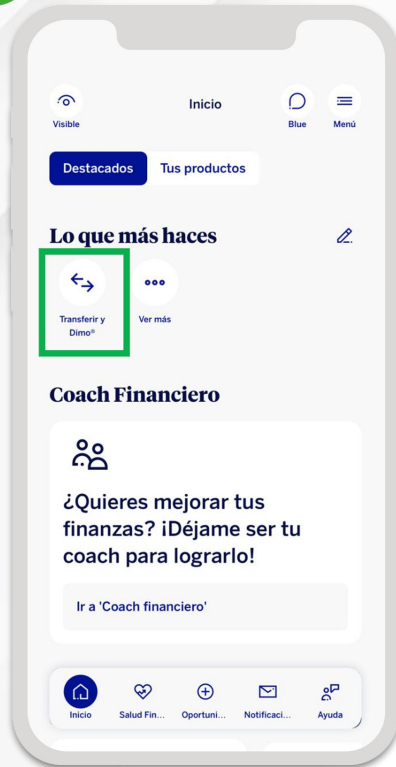 Inicio
Visible
Blue
Menú
Destacados
Tus productos
Lo que más haces
Transferir y
Dimo®
Ver más
Coach Financiero
¿Quieres mejorar tus
finanzas? ¡Déjame ser tu
coach para lograrlo!
Ir a 'Coach financiero'
Inicio
Salud Fin...
Oportuni...
Notificaci...
Ayuda